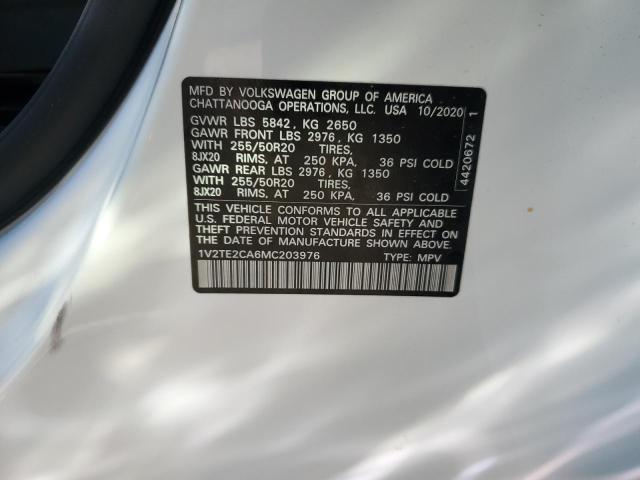 MFD BY VOLKSWAGEN GROUP OF AMERICA
CHATTANOOGA OPERATIONS, LLC. USA 10/2020
GVWR LBS 5842, KG 2650
GAWR FRONT LBS 2976, KG 1350
WITH 255/50R20 TIRES,
8JX20 RIMS, AT 250 KPA, 36 PSI COLD
GAWR REAR LBS 2976, KG 1350
WITH 255/50R20 TIRES,
8JX20 RIMS, AT 250 KPA, 36 PSI COLD
THIS VEHICLE CONFORMS TO ALL APPLICABLE
U.S. FEDERAL MOTOR VEHICLE SAFETY AND
THEFT PREVENTION STANDARDS IN EFFECT ON
THE DATE OF MANUFACTURE SHOWN ABOVE.
1V2TE2CA6MC203976 TYPE: MPV
4420672 1